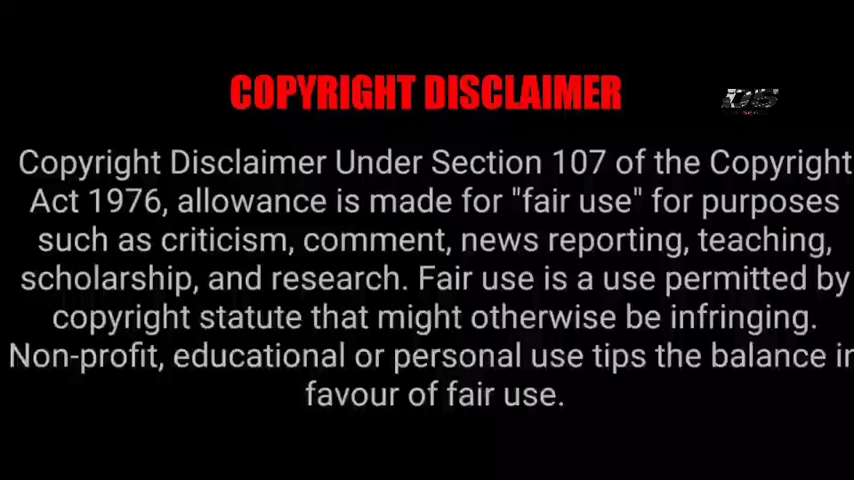 COPYRIGHT DISCLAIMER
DS
Copyright Disclaimer Under Section 107 of the Copyright
Act 1976, allowance is made for "fair use" for purposes
such as criticism, comment, news reporting, teaching,
scholarship, and research. Fair use is a use permitted by
copyright statute that might otherwise be infringing.
Non-profit, educational or personal use tips the balance in
favour of fair use.